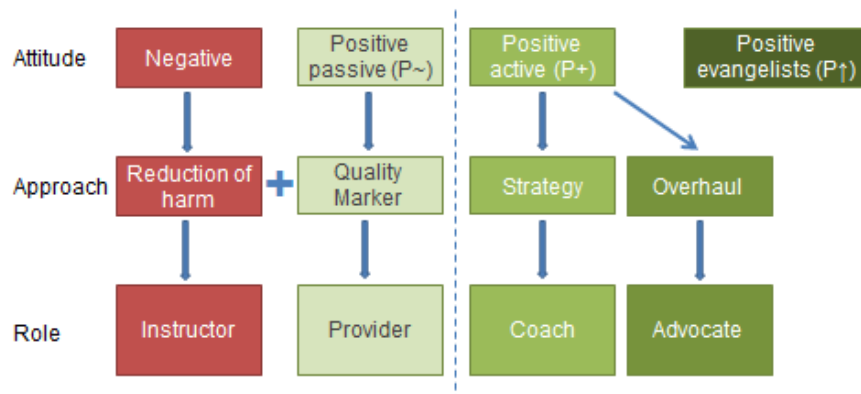 Attitude
Negative
Positive
passive (P~)
Positive
active (P+)
Positive
evangelists (P↑)
Approach
Reduction of
harm
+
Quality
Marker
Strategy
Overhaul
Role
Instructor
Provider
Coach
Advocate